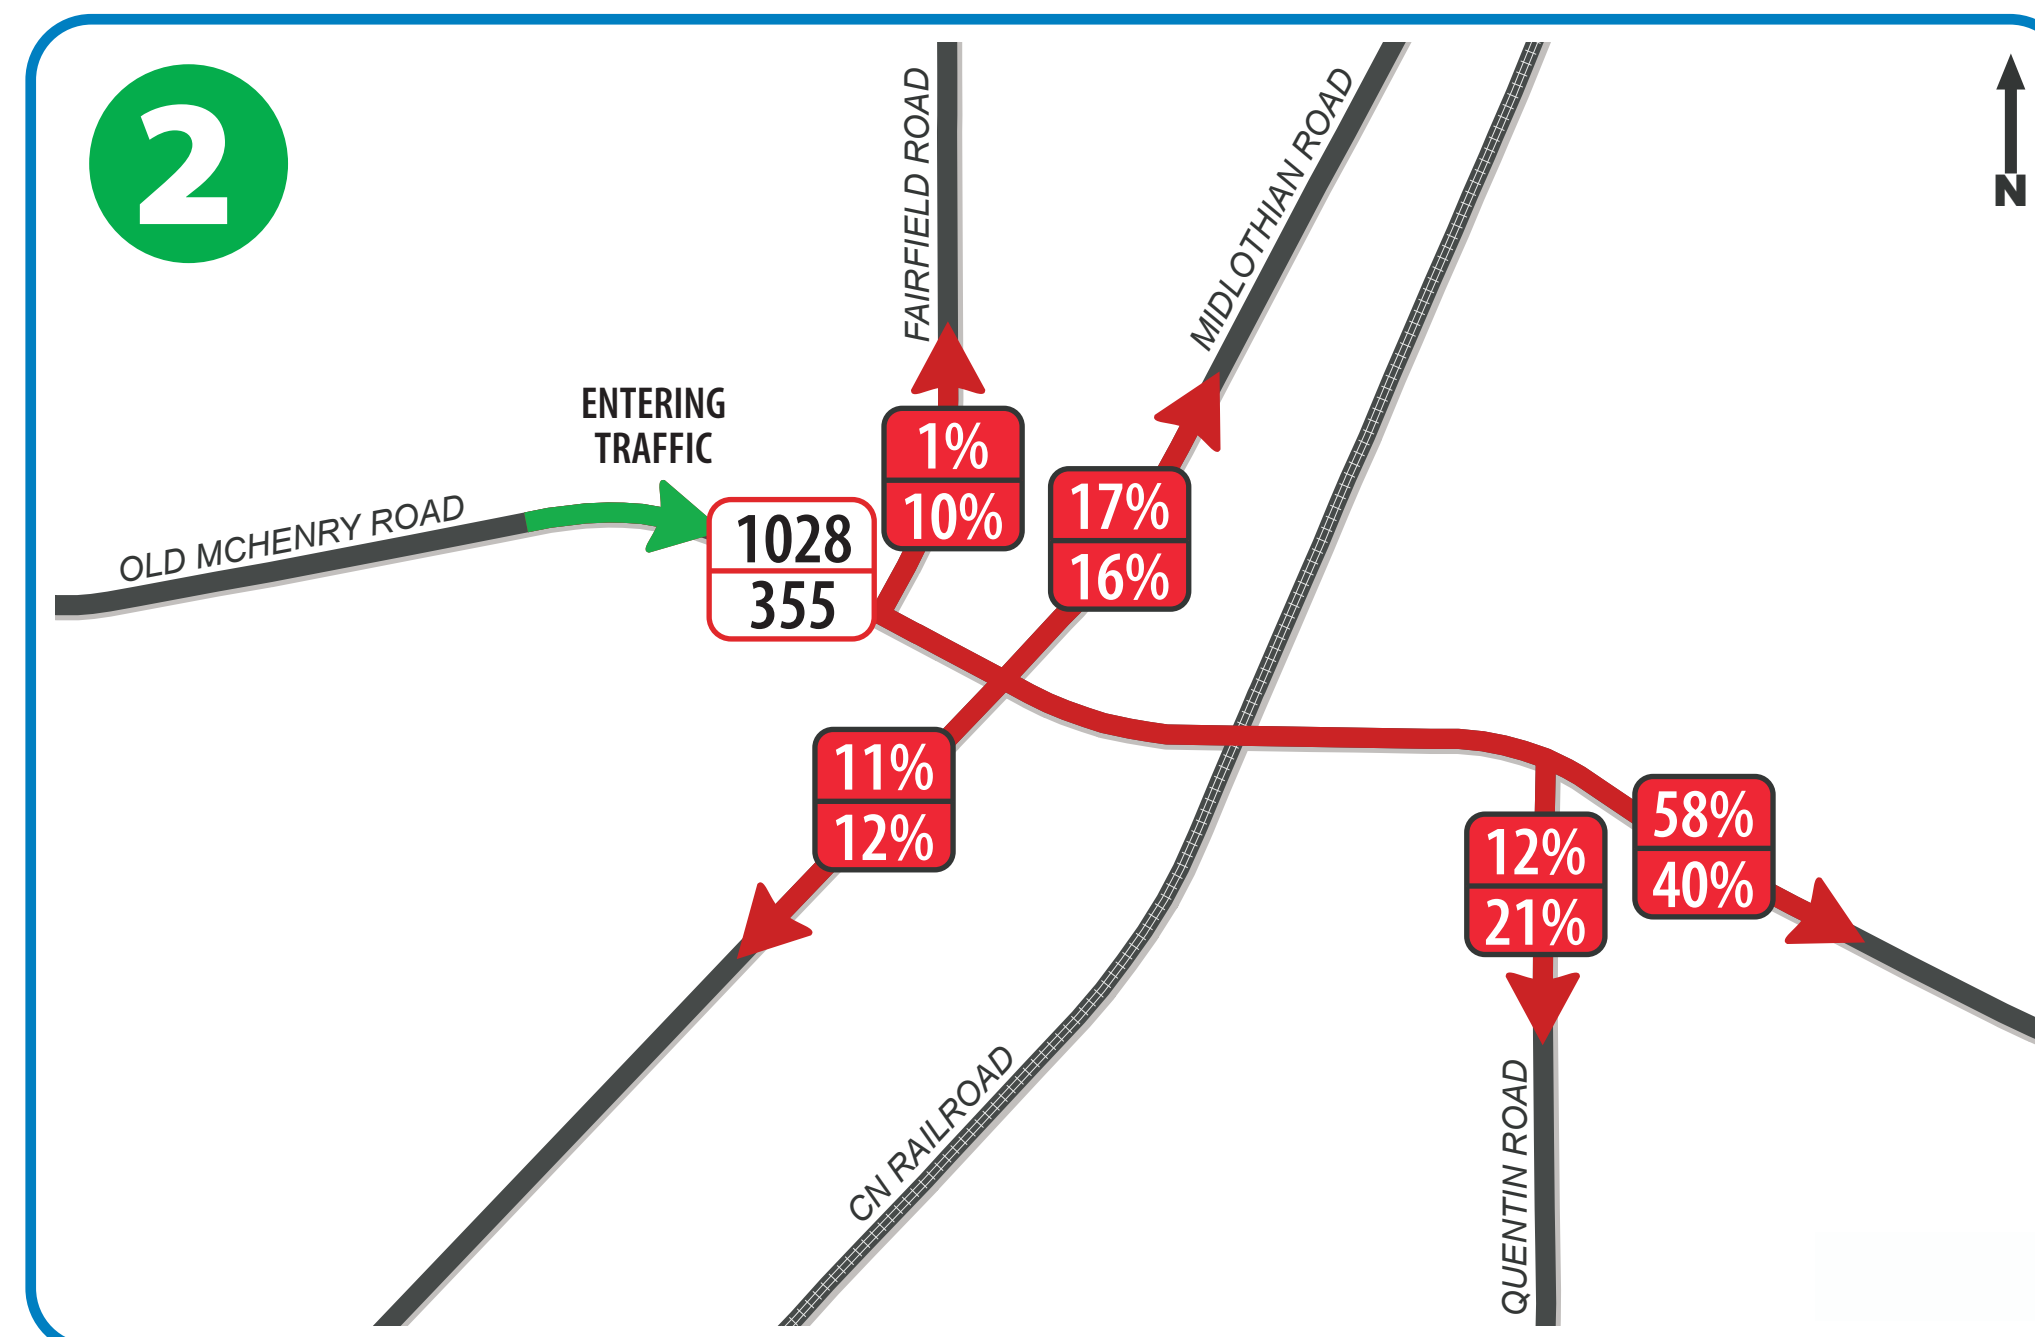 2
N
FAIRFIELD ROAD
MIDLOTHIAN ROAD
ENTERING
TRAFFIC
OLD MCHENRY ROAD
1028
355
1%
10%
17%
16%
11%
12%
12%
21%
58%
40%
CN RAILROAD
QUENTIN ROAD